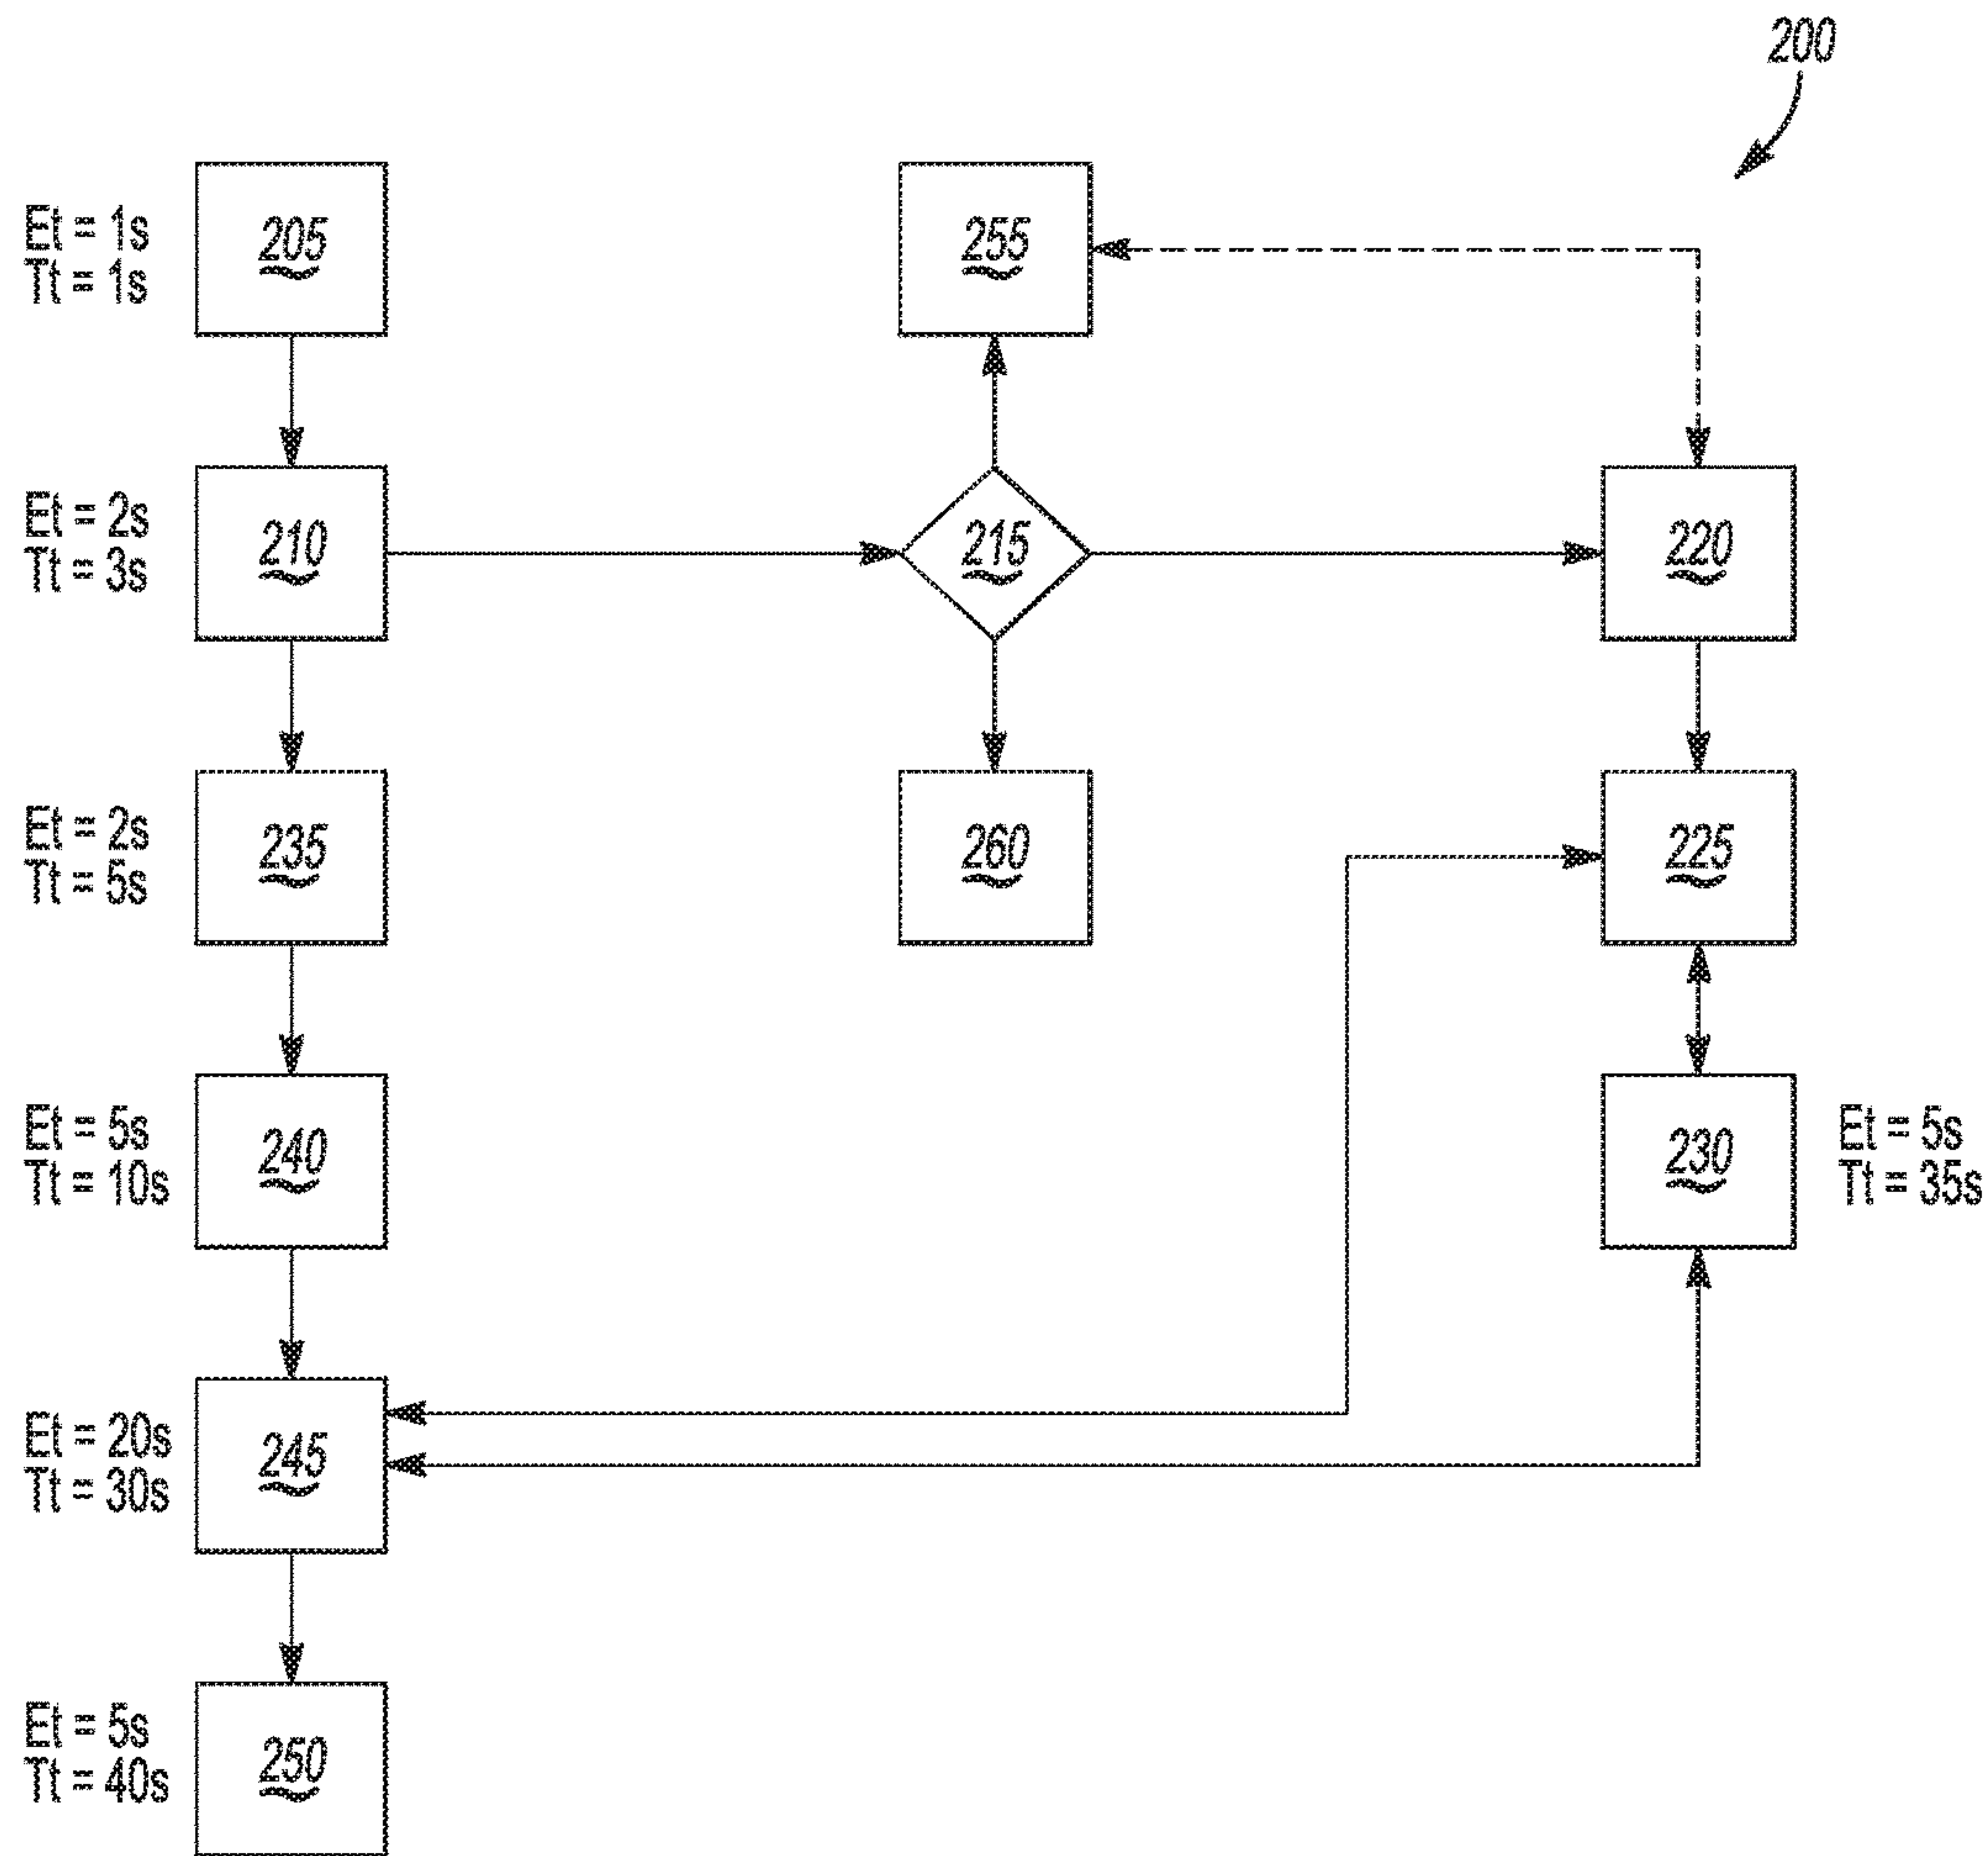 200
Et = 1s
Tt = 1s
205
255
Et = 2s
Tt = 3s
210
215
220
Et = 2s
Tt = 5s
235
260
225
Et = 5s
Tt = 10s
240
230
Et = 5s
Tt = 35s
Et = 20s
Tt = 30s
245
Et = 5s
Tt = 40s
250